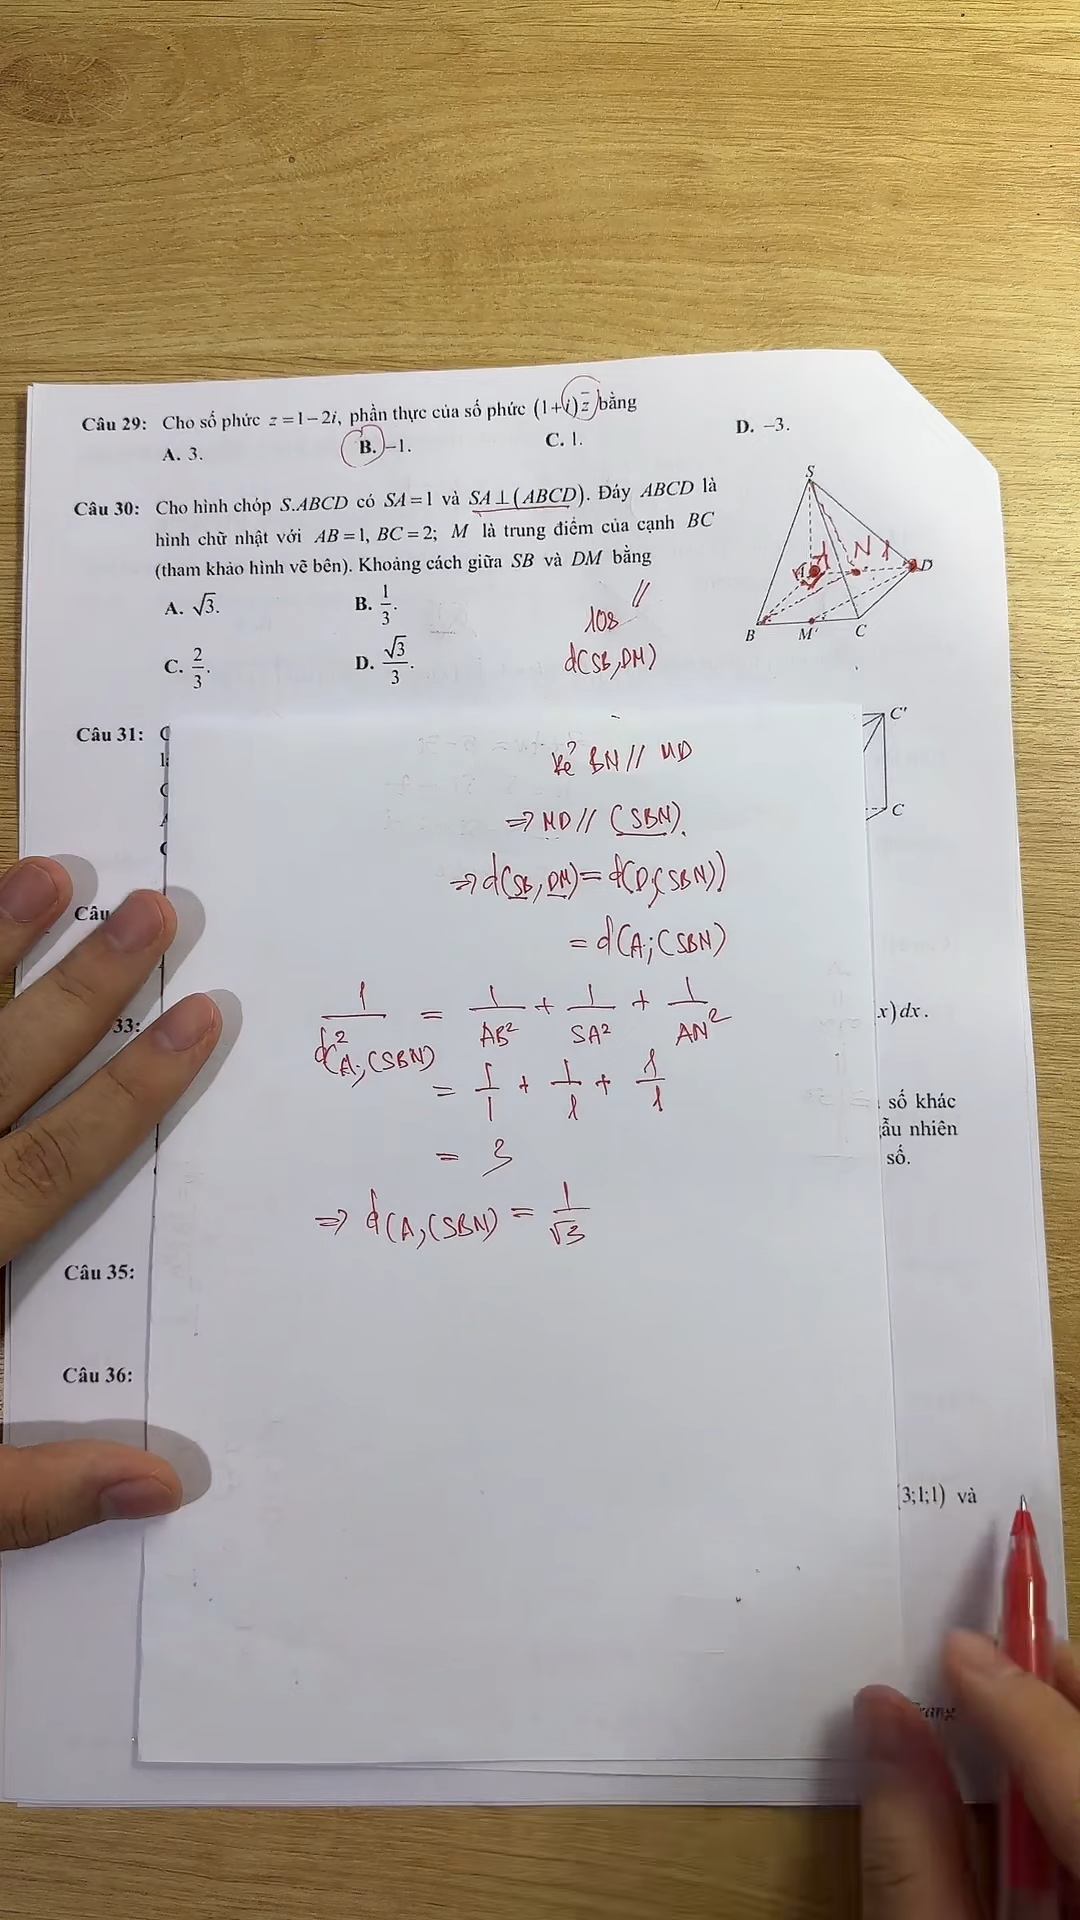 Câu 29: Cho số phức z = 1 – 2i, phần thực của số phức (1+i)z̄ bằng
A. 3. B. –1. C. 1. D. –3.
Câu 30: Cho hình chóp S.ABCD có SA = 1 và SA ⊥ (ABCD). Đáy ABCD là
hình chữ nhật với AB = 1, BC = 2; M là trung điểm của cạnh BC
(tham khảo hình vẽ bên). Khoảng cách giữa SB và DM bằng
A. √3. B. 1/3.
C. 2/3. D. √3/3.
S
N 1
D
B M C
108
//
d(SB,DM)
Câu 31:
C'
C
Kẻ BN // MD
⇒ MD // (SBN).
⇒ d(SB, DM) = d(D;(SBN))
= d(A;(SBN)
1/d²(A;(SBN) = 1/AB² + 1/SA² + 1/AN²
= 1/1 + 1/1 + 1/1
= 3
⇒ d(A,(SBN) = 1/√3
Câu
x)dx.
33:
số khác
ẫu nhiên
số.
Câu 35:
Câu 36:
3;1;1) và